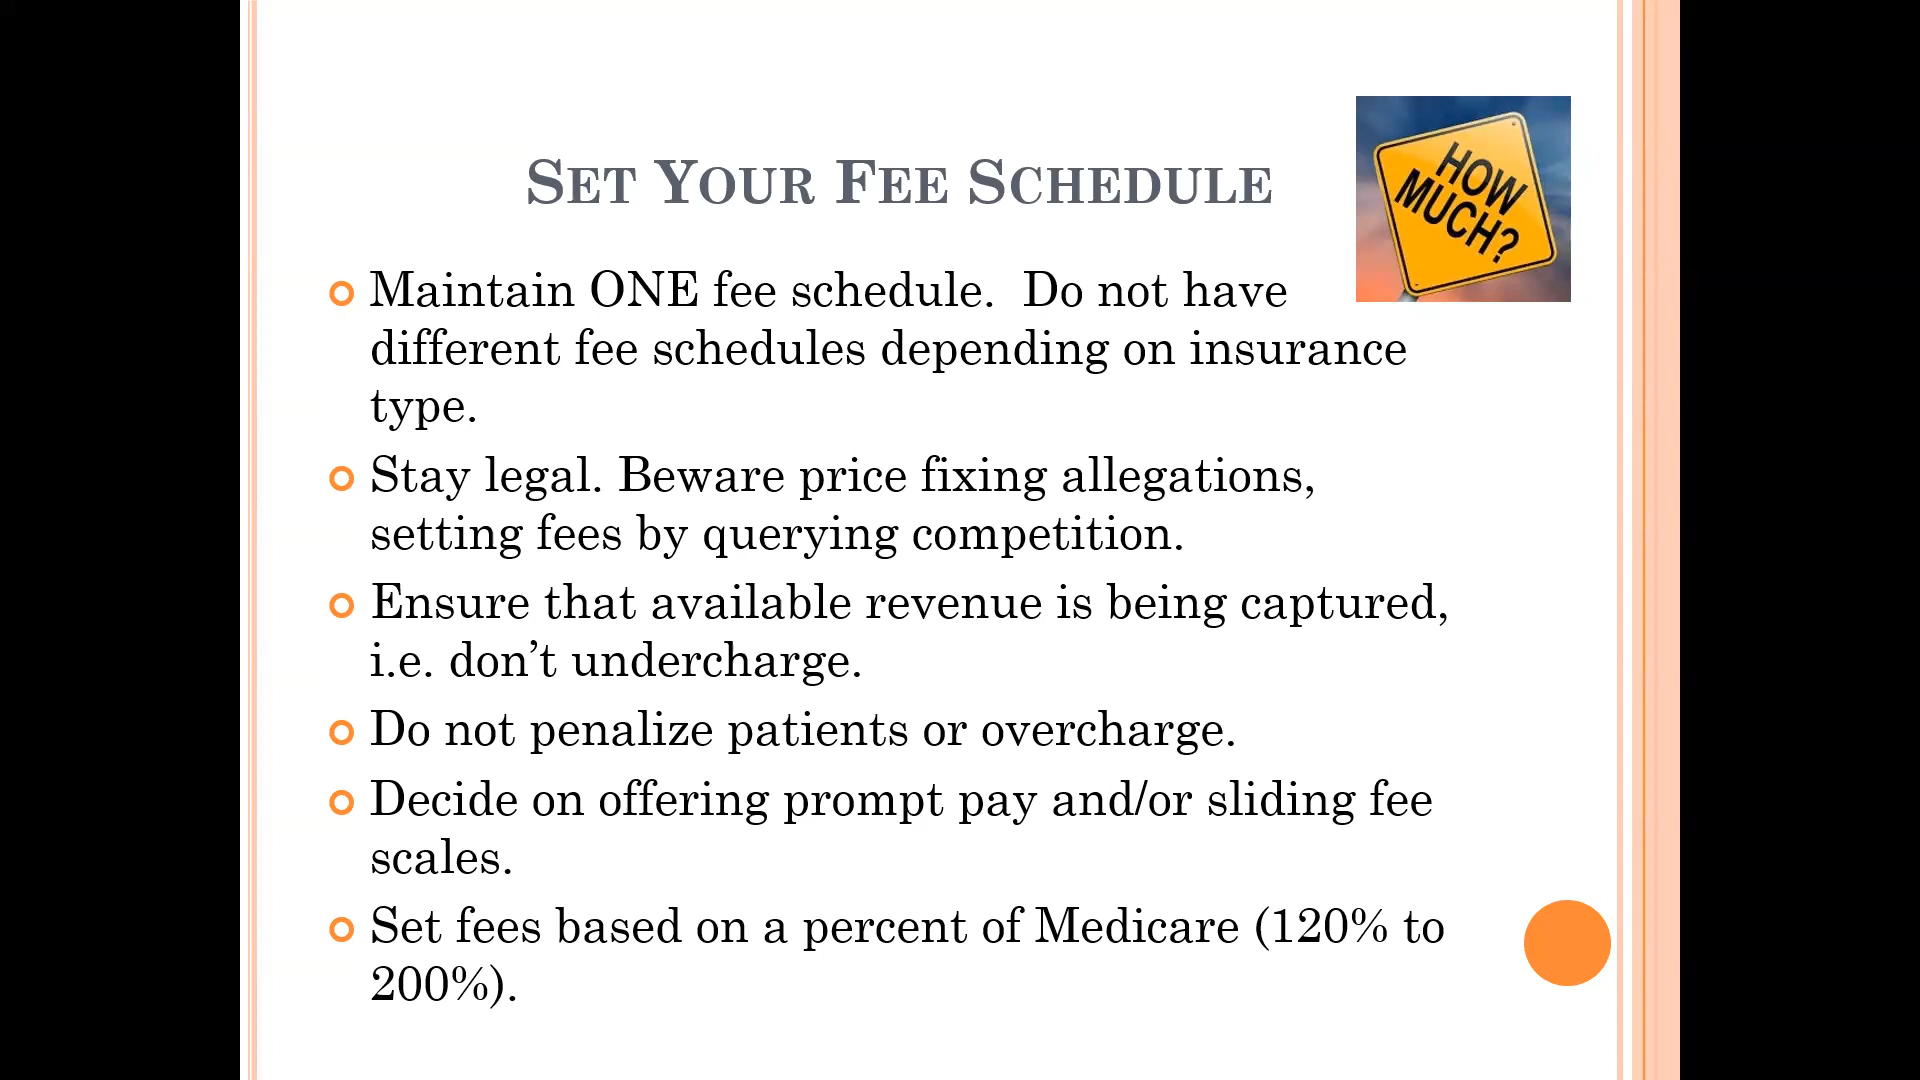 SET YOUR FEE SCHEDULE
HOW
MUCH?
Maintain ONE fee schedule.  Do not have
different fee schedules depending on insurance
type.
Stay legal. Beware price fixing allegations,
setting fees by querying competition.
Ensure that available revenue is being captured,
i.e. don’t undercharge.
Do not penalize patients or overcharge.
Decide on offering prompt pay and/or sliding fee
scales.
Set fees based on a percent of Medicare (120% to
200%).